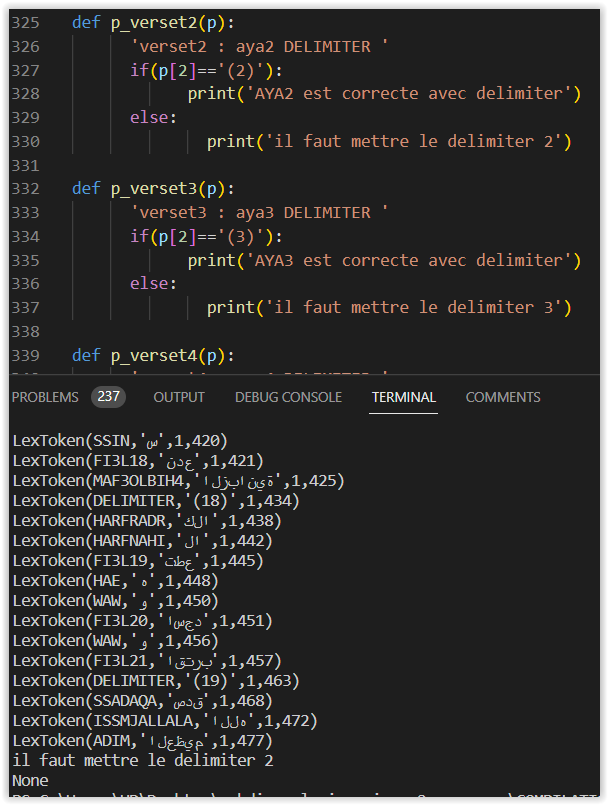 325 def p_verset2(p):
326 'verset2 : aya2 DELIMITER '
327 if(p[2]=='(2)'):
328 print('AYA2 est correcte avec delimiter')
329 else:
330 print('il faut mettre le delimiter 2')
331
332 def p_verset3(p):
333 'verset3 : aya3 DELIMITER '
334 if(p[2]=='(3)'):
335 print('AYA3 est correcte avec delimiter')
336 else:
337 print('il faut mettre le delimiter 3')
338
339 def p_verset4(p):
PROBLEMS 237 OUTPUT DEBUG CONSOLE TERMINAL COMMENTS
LexToken(SSIN,'س',1,420)
LexToken(FI3L18,'ندع',1,421)
LexToken(MAF3OLBIH4,'الزبانية',1,425)
LexToken(DELIMITER,'(18)',1,434)
LexToken(HARFRADR,'كلا',1,438)
LexToken(HARFNAHI,'لا',1,442)
LexToken(FI3L19,'تطع',1,445)
LexToken(HAE,'ه',1,448)
LexToken(WAW,'و',1,450)
LexToken(FI3L20,'اسجد',1,451)
LexToken(WAW,'و',1,456)
LexToken(FI3L21,'اقترب',1,457)
LexToken(DELIMITER,'(19)',1,463)
LexToken(SSADAQA,'صدق',1,468)
LexToken(ISSMJALLALA,'الله',1,472)
LexToken(ADIM,'العظيم',1,477)
il faut mettre le delimiter 2
None